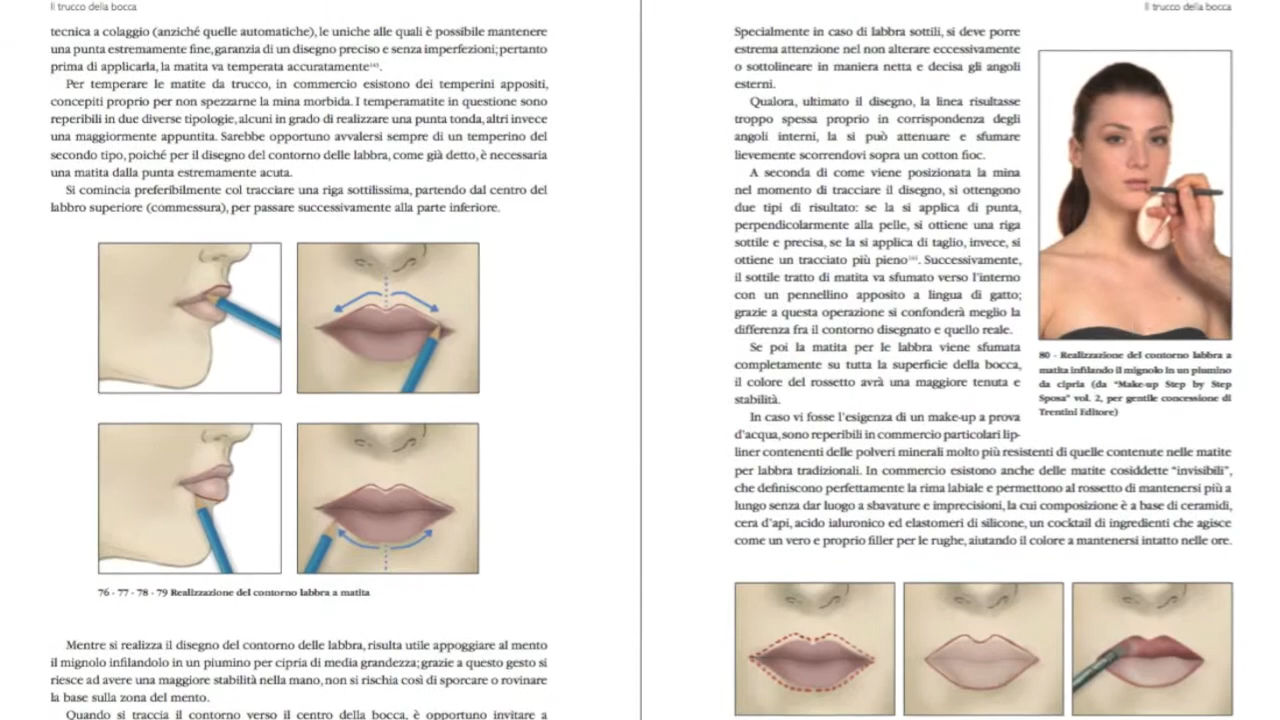 Il trucco della bocca
tecnica a colaggio (anziché quelle automatiche), le uniche alle quali è possibile mantenere
una punta estremamente fine, garanzia di un disegno preciso e senza imperfezioni; pertanto
prima di applicarla, la matita va temperata accuratamente
Per temperare le matite da trucco, in commercio esistono dei temperini appositi,
concepiti proprio per non spezzarne la mina morbida. I temperamatite in questione sono
reperibili in due diverse tipologie, alcuni in grado di realizzare una punta tonda, altri invece
una maggiormente appuntita. Sarebbe opportuno avvalersi sempre di un temperino del
secondo tipo, poiché per il disegno del contorno delle labbra, come già detto, è necessaria
una matita dalla punta estremamente acuta.
Si comincia preferibilmente col tracciare una riga sottilissima, partendo dal centro del
labbro superiore (commessura), per passare successivamente alla parte inferiore.
76 - 77 - 78 - 79 Realizzazione del contorno labbra a matita
Mentre si realizza il disegno del contorno delle labbra, risulta utile appoggiare al mento
il mignolo infilandolo in un piumino per cipria di media grandezza; grazie a questo gesto si
riesce ad avere una maggiore stabilità nella mano, non si rischia così di sporcare o rovinare
la base sulla zona del mento.
Quando si traccia il contorno verso il centro della bocca, è opportuno invitare a
Il trucco della bocca
Specialmente in caso di labbra sottili, si deve porre
estrema attenzione nel non alterare eccessivamente
o sottolineare in maniera netta e decisa gli angoli
esterni.
Qualora, ultimato il disegno, la linea risultasse
troppo spessa proprio in corrispondenza degli
angoli interni, la si può attenuare e sfumare
lievemente scorrendovi sopra un cotton fioc.
A seconda di come viene posizionata la mina
nel momento di tracciare il disegno, si ottengono
due tipi di risultato: se la si applica di punta,
perpendicolarmente alla pelle, si ottiene una riga
sottile e precisa, se la si applica di taglio, invece, si
ottiene un tracciato più pieno. Successivamente,
il sottile tratto di matita va sfumato verso l'interno
con un pennellino apposito a lingua di gatto;
grazie a questa operazione si confonderà meglio la
differenza fra il contorno disegnato e quello reale.
Se poi la matita per le labbra viene sfumata
completamente su tutta la superficie della bocca,
il colore del rossetto avrà una maggiore tenuta e
stabilità.
In caso vi fosse l'esigenza di un make-up a prova
d'acqua, sono reperibili in commercio particolari lip-
liner contenenti delle polveri minerali molto più resistenti di quelle contenute nelle matite
per labbra tradizionali. In commercio esistono anche delle matite cosiddette "invisibili",
che definiscono perfettamente la rima labiale e permettono al rossetto di mantenersi più a
lungo senza dar luogo a sbavature e imprecisioni, la cui composizione è a base di ceramidi,
cera d'api, acido ialuronico ed elastomeri di silicone, un cocktail di ingredienti che agisce
come un vero e proprio filler per le rughe, aiutando il colore a mantenersi intatto nelle ore.
80 - Realizzazione del contorno labbra a
matita infilando il mignolo in un piumino
da cipria (da "Make-up Step by Step
Sposa" vol. 2, per gentile concessione di
Trentini Editore)